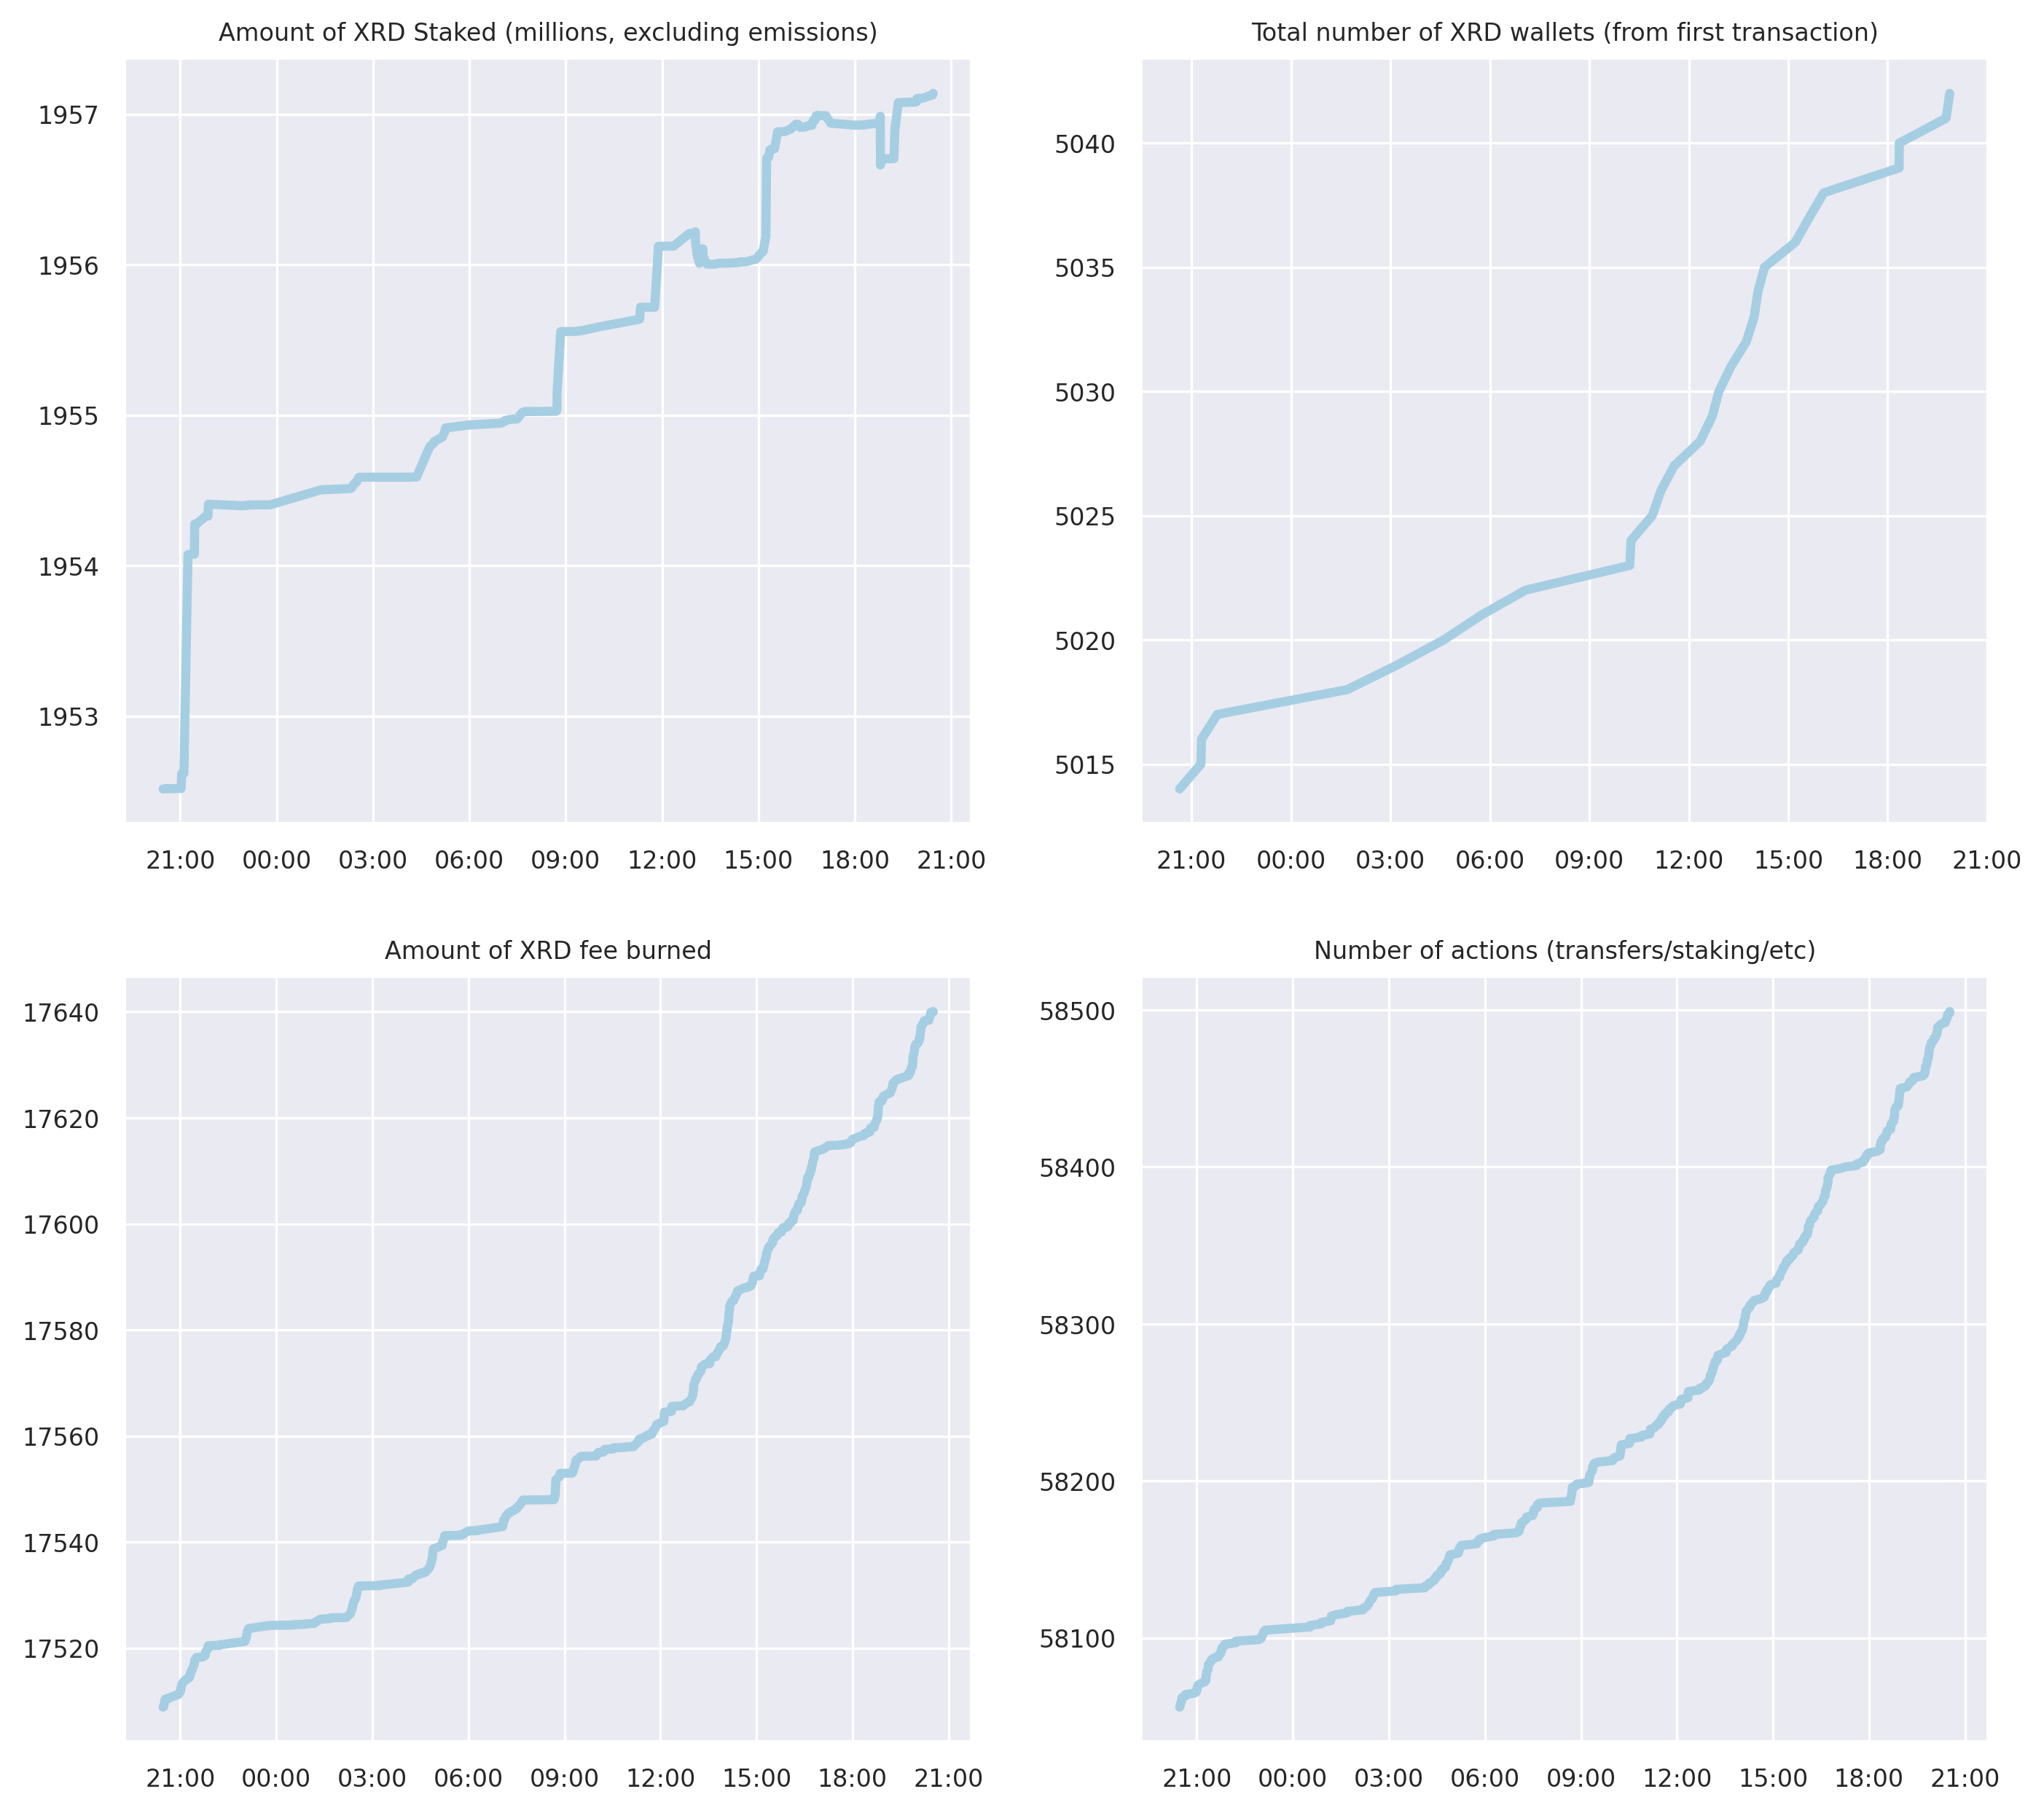 Amount of XRD Staked (millions, excluding emissions)
1957
1956
1955
1954
1953
21:00 00:00 03:00 06:00 09:00 12:00 15:00 18:00 21:00
Total number of XRD wallets (from first transaction)
5040
5035
5030
5025
5020
5015
21:00 00:00 03:00 06:00 09:00 12:00 15:00 18:00 21:00
Amount of XRD fee burned
17640
17620
17600
17580
17560
17540
17520
21:00 00:00 03:00 06:00 09:00 12:00 15:00 18:00 21:00
Number of actions (transfers/staking/etc)
58500
58400
58300
58200
58100
21:00 00:00 03:00 06:00 09:00 12:00 15:00 18:00 21:00